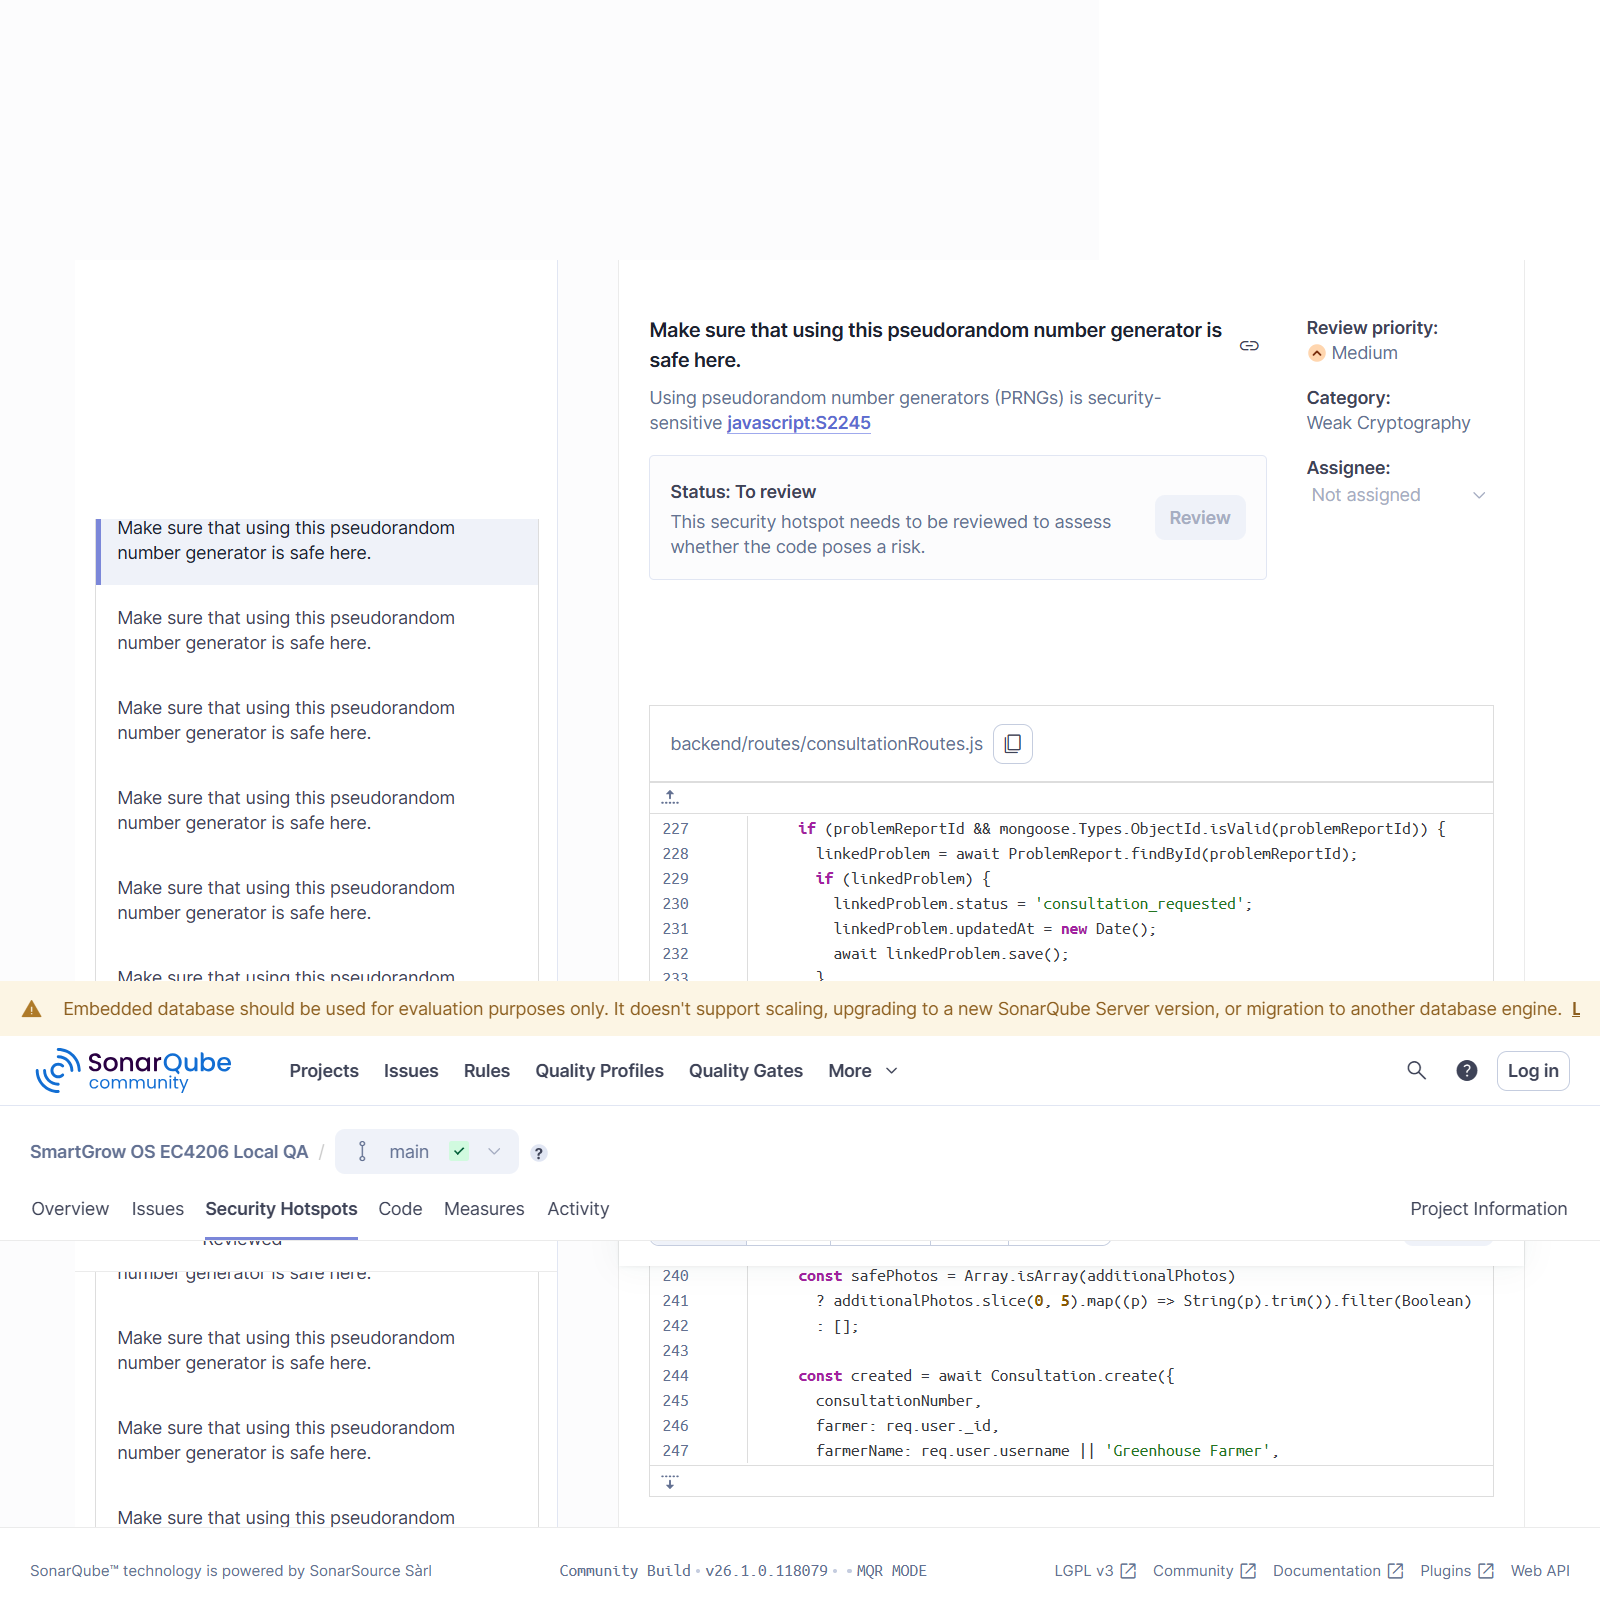 Make sure that using this pseudorandom number generator is
safe here.
Using pseudorandom number generators (PRNGs) is security-
sensitive javascript:S2245
Review priority:
Medium
Category:
Weak Cryptography
Assignee:
Not assigned
Status: To review
This security hotspot needs to be reviewed to assess
whether the code poses a risk.
Review
Make sure that using this pseudorandom
number generator is safe here.
Make sure that using this pseudorandom
number generator is safe here.
Make sure that using this pseudorandom
number generator is safe here.
Make sure that using this pseudorandom
number generator is safe here.
Make sure that using this pseudorandom
number generator is safe here.
Make sure that using this pseudorandom
backend/routes/consultationRoutes.js
227 if (problemReportId && mongoose.Types.ObjectId.isValid(problemReportId)) {
228 linkedProblem = await ProblemReport.findById(problemReportId);
229 if (linkedProblem) {
230 linkedProblem.status = 'consultation_requested';
231 linkedProblem.updatedAt = new Date();
232 await linkedProblem.save();
233 }
Embedded database should be used for evaluation purposes only. It doesn't support scaling, upgrading to a new SonarQube Server version, or migration to another database engine. L
SonarQube
community
Projects Issues Rules Quality Profiles Quality Gates More
? Log in
SmartGrow OS EC4206 Local QA / main ?
Overview Issues Security Hotspots Code Measures Activity Project Information
Reviewed
number generator is safe here.
Make sure that using this pseudorandom
number generator is safe here.
Make sure that using this pseudorandom
number generator is safe here.
Make sure that using this pseudorandom
240 const safePhotos = Array.isArray(additionalPhotos)
241 ? additionalPhotos.slice(0, 5).map((p) => String(p).trim()).filter(Boolean)
242 : [];
243
244 const created = await Consultation.create({
245 consultationNumber,
246 farmer: req.user._id,
247 farmerName: req.user.username || 'Greenhouse Farmer',
SonarQube™ technology is powered by SonarSource Sàrl
Community Build • v26.1.0.118079 • • MQR MODE
LGPL v3 Community Documentation Plugins Web API